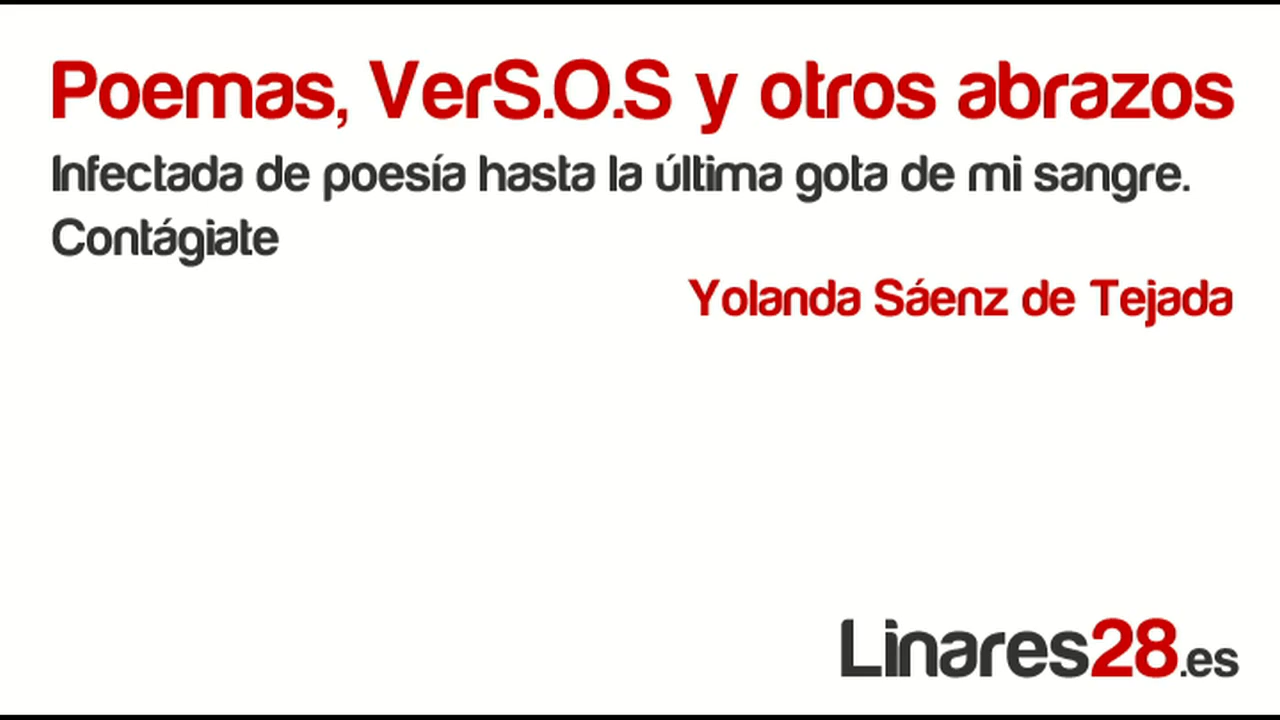 Poemas, VerS.O.S y otros abrazos
Infectada de poesía hasta la última gota de mi sangre.
Contágiate
Yolanda Sáenz de Tejada
Linares28.es